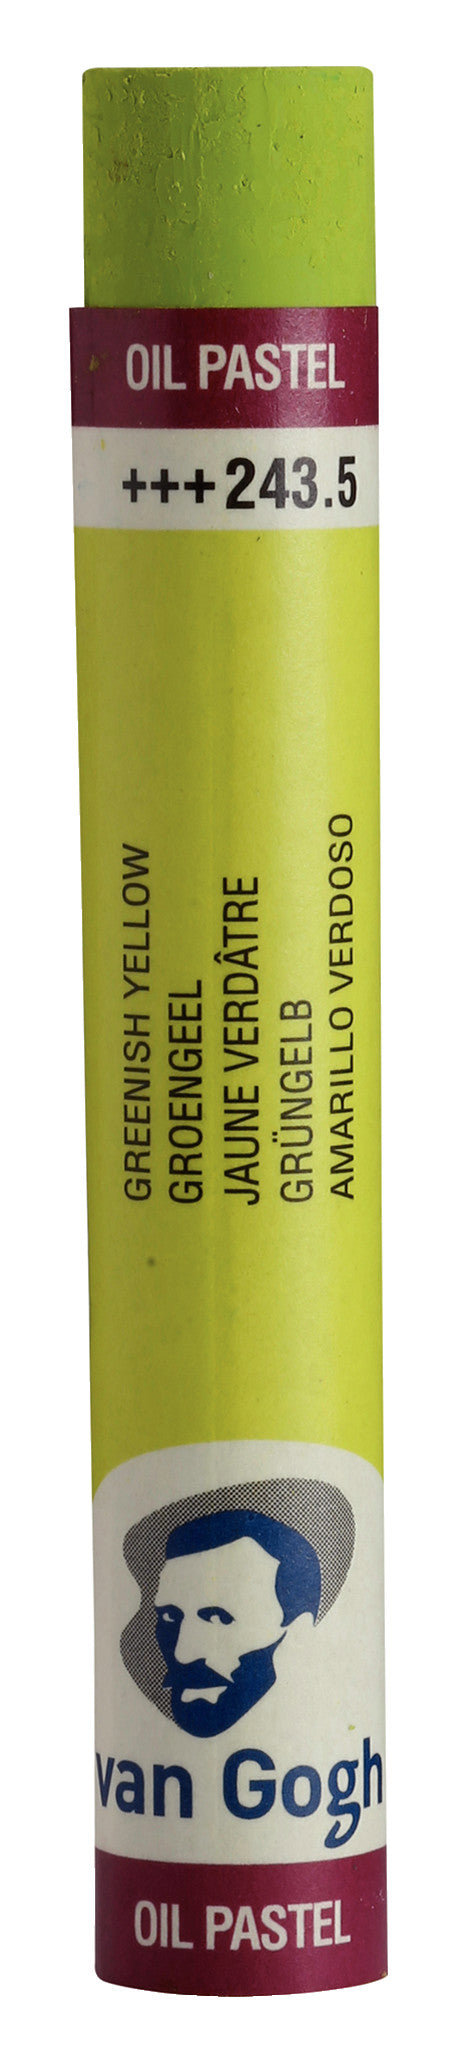 OIL PASTEL
+++243.5
GREENISH YELLOW
GROENGEEL
JAUNE VERDÂTRE
GRÜNGELB
AMARILLO VERDOSO
van Gogh
OIL PASTEL